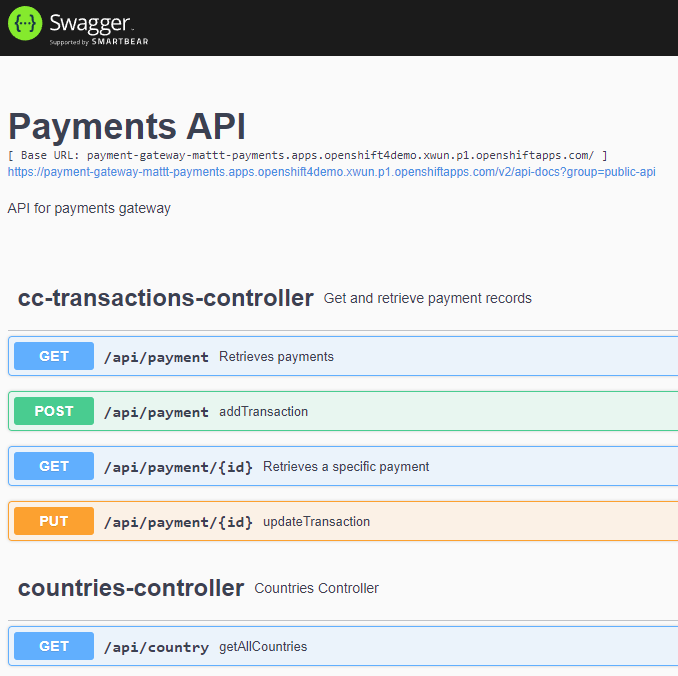 {···} Swagger
Supported by SMARTBEAR
Payments API
[ Base URL: payment-gateway-mattt-payments.apps.openshift4demo.xwun.p1.openshiftapps.com/ ]
https://payment-gateway-mattt-payments.apps.openshift4demo.xwun.p1.openshiftapps.com/v2/api-docs?group=public-api
API for payments gateway
cc-transactions-controller Get and retrieve payment records
GET /api/payment Retrieves payments
POST /api/payment addTransaction
GET /api/payment/{id} Retrieves a specific payment
PUT /api/payment/{id} updateTransaction
countries-controller Countries Controller
GET /api/country getAllCountries